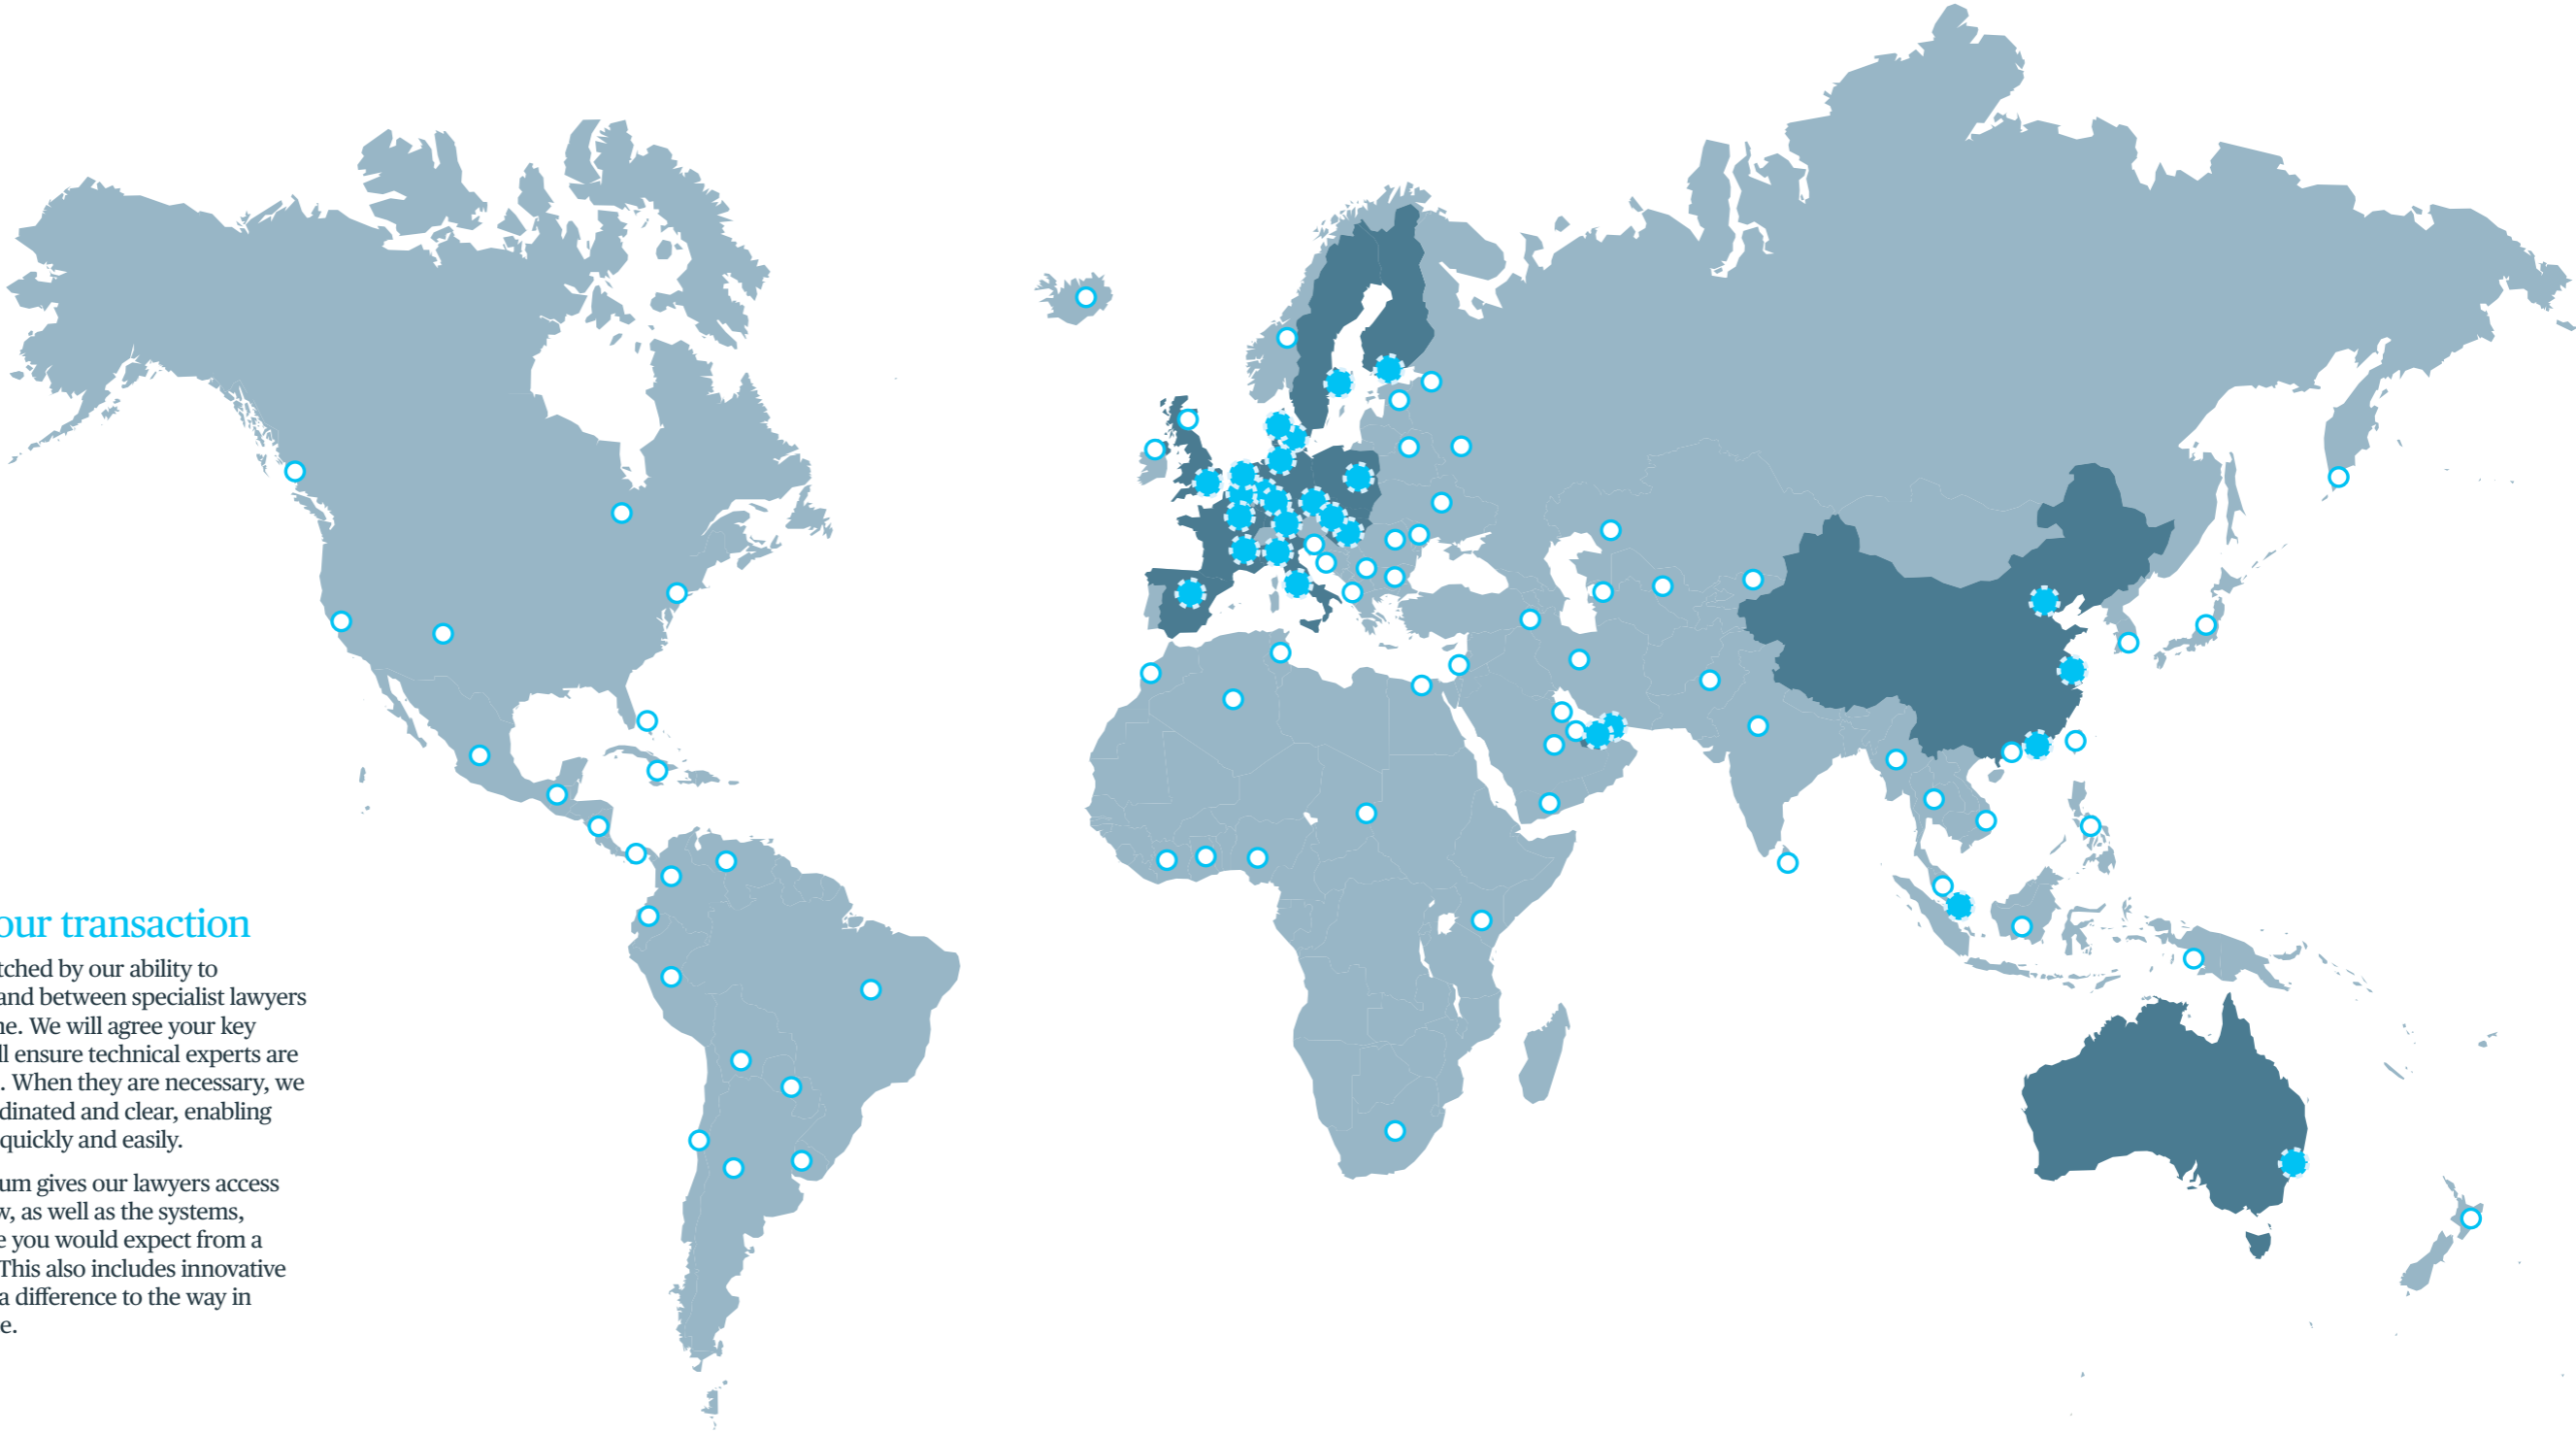 our transaction
tched by our ability to
and between specialist lawyers
ne. We will agree your key
ll ensure technical experts are
. When they are necessary, we
dinated and clear, enabling
quickly and easily.
um gives our lawyers access
w, as well as the systems,
e you would expect from a
This also includes innovative
a difference to the way in
e.